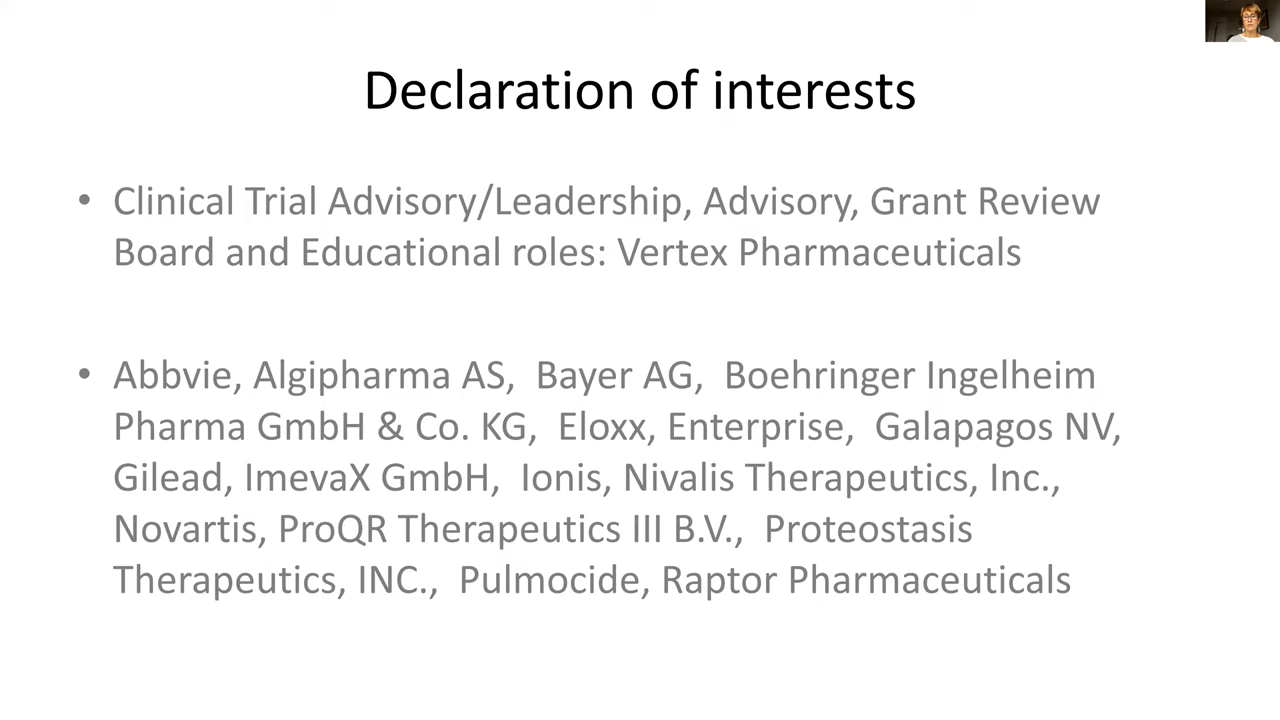 Declaration of interests
• Clinical Trial Advisory/Leadership, Advisory, Grant Review
Board and Educational roles: Vertex Pharmaceuticals
• Abbvie, Algipharma AS,  Bayer AG,  Boehringer Ingelheim
Pharma GmbH & Co. KG,  Eloxx, Enterprise,  Galapagos NV,
Gilead, ImevaX GmbH,  Ionis, Nivalis Therapeutics, Inc.,
Novartis, ProQR Therapeutics III B.V.,  Proteostasis
Therapeutics, INC.,  Pulmocide, Raptor Pharmaceuticals